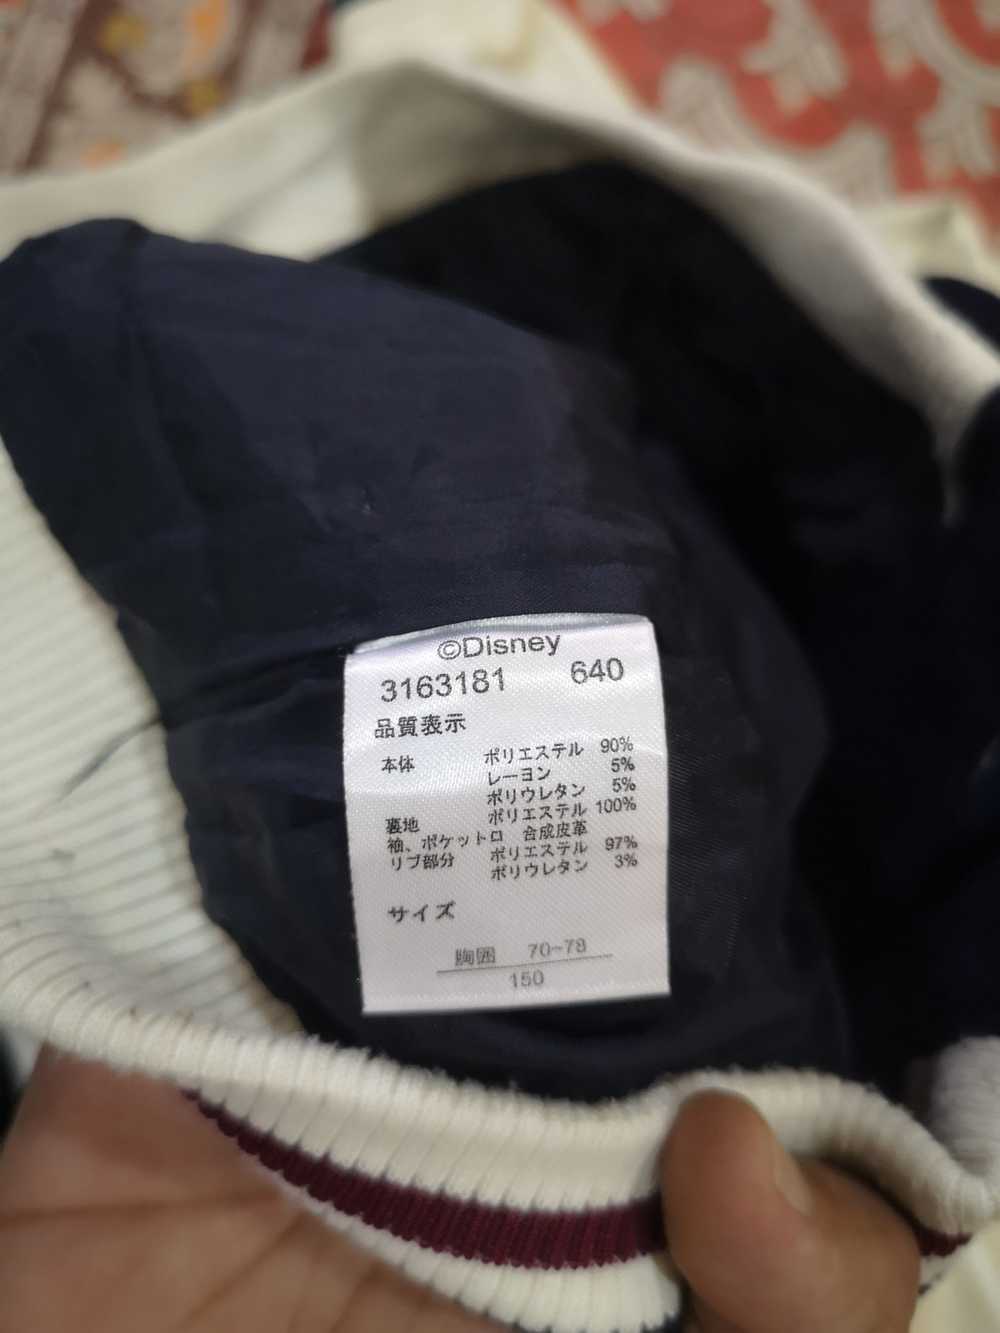 ©Disney
3163181 640
品質表示
本体 ポリエステル 90%
レーヨン 5%
ポリウレタン 5%
裏地 ポリエステル 100%
袖、ポケット口 合成皮革
リブ部分 ポリエステル 97%
ポリウレタン 3%
サイズ
胸囲 70-78
150